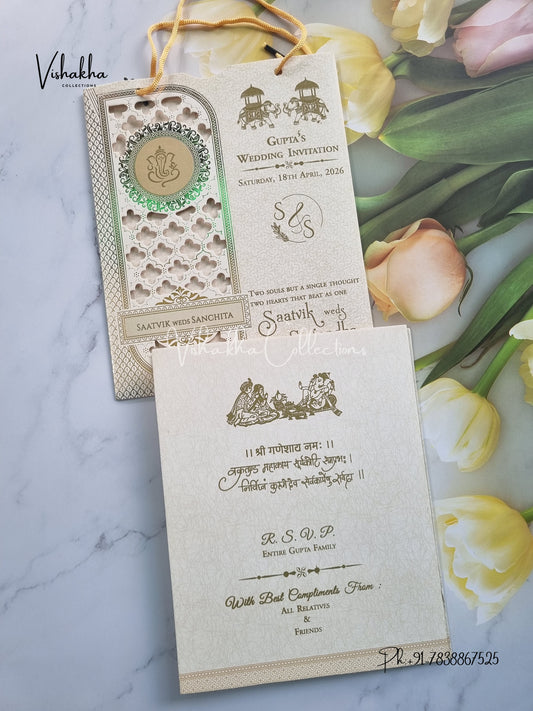 Vishakha
COLLECTIONS
GUPTA'S
WEDDING INVITATION
SATURDAY, 18TH APRIL, 2026
S & S
TWO SOULS BUT A SINGLE THOUGHT
TWO HEARTS THAT BEAT AS ONE
Saatvik weds
SAATVIK WEDS SANCHITA
Vishakha Collections
।। श्री गणेशाय नमः ।।
वक्रतुण्ड महाकाय सूर्यकोटि समप्रभः।
निर्विघ्नं कुरुमेदेव सर्वकार्येषु सर्वदा।।
R. S. V. P.
ENTIRE GUPTA FAMILY
With Best Compliments From :
ALL RELATIVES
&
FRIENDS
Ph.+91 7838867525